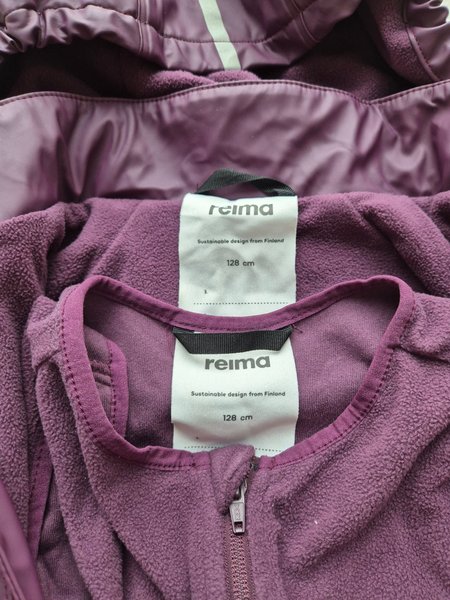 reima
Sustainable design from Finland
128 cm
reima
Sustainable design from Finland
128 cm